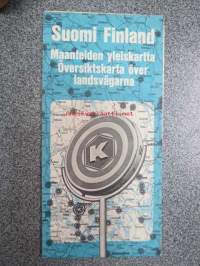 Suomi Finland
Maanteiden yleiskartta
Översiktskarta över
landsvägarna
K